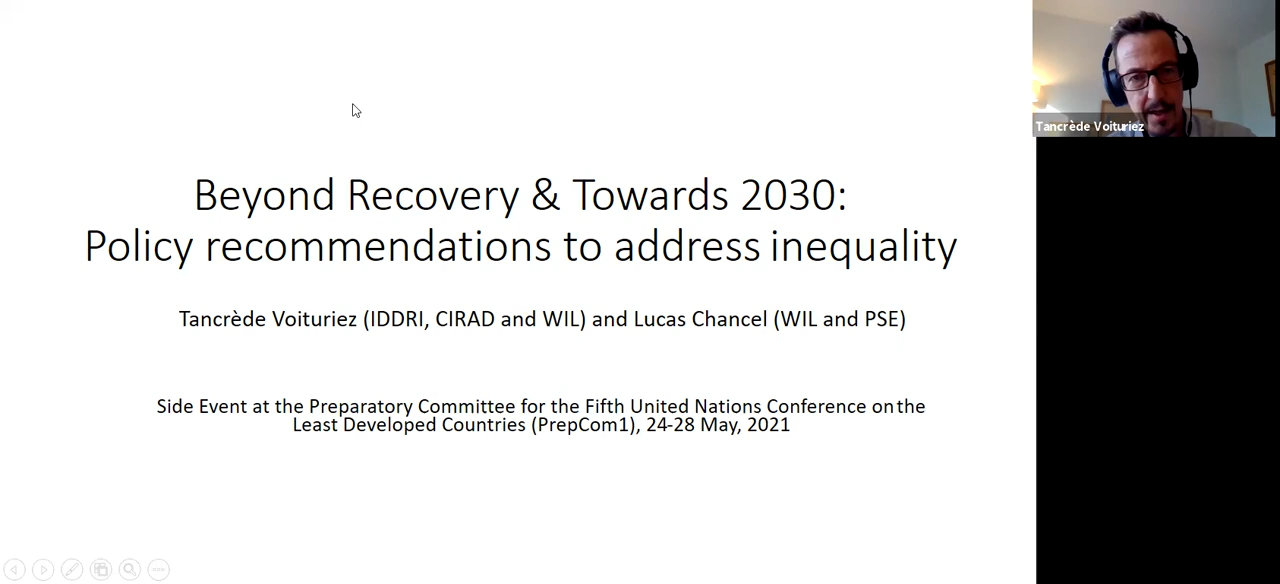 Beyond Recovery & Towards 2030:
Policy recommendations to address inequality
Tancrède Voituriez (IDDRI, CIRAD and WIL) and Lucas Chancel (WIL and PSE)
Side Event at the Preparatory Committee for the Fifth United Nations Conference on the
Least Developed Countries (PrepCom1), 24-28 May, 2021
Tancrède Voituriez